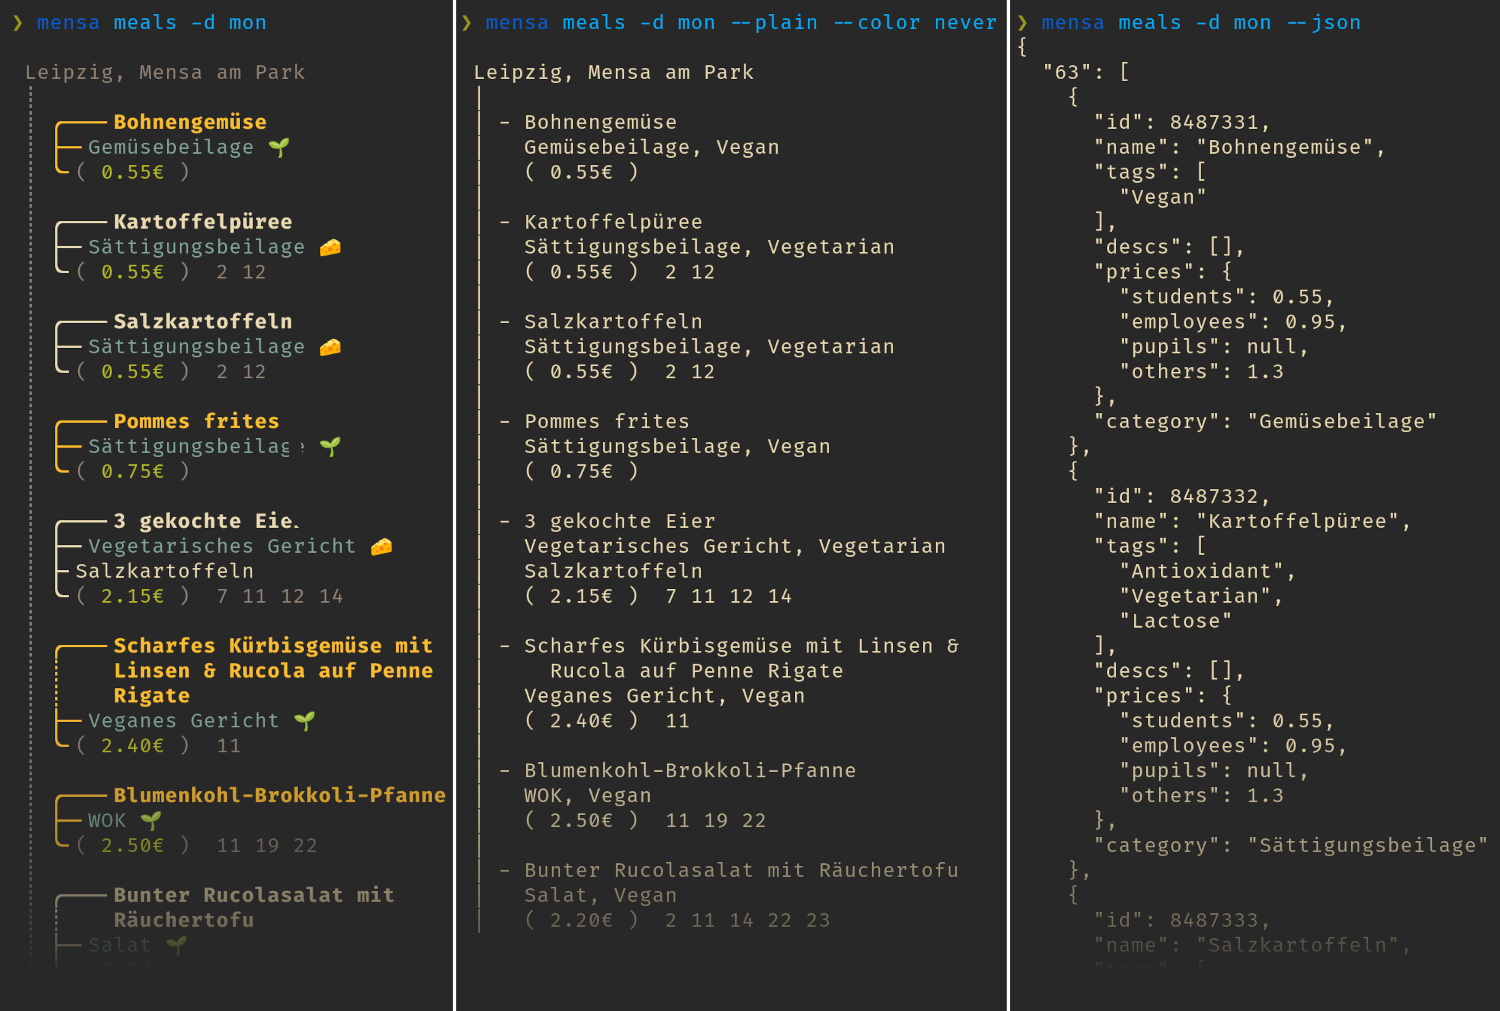 ❯ mensa meals -d mon
Leipzig, Mensa am Park
Bohnengemüse
Gemüsebeilage 🌱
( 0.55€ )
Kartoffelpüree
Sättigungsbeilage 🧀
( 0.55€ ) 2 12
Salzkartoffeln
Sättigungsbeilage 🧀
( 0.55€ ) 2 12
Pommes frites
Sättigungsbeilage 🌱
( 0.75€ )
3 gekochte Eier
Vegetarisches Gericht 🧀
Salzkartoffeln
( 2.15€ ) 7 11 12 14
Scharfes Kürbisgemüse mit
Linsen & Rucola auf Penne
Rigate
Veganes Gericht 🌱
( 2.40€ ) 11
Blumenkohl-Brokkoli-Pfanne
WOK 🌱
( 2.50€ ) 11 19 22
Bunter Rucolasalat mit
Räuchertofu
Salat 🌱
❯ mensa meals -d mon --plain --color never
Leipzig, Mensa am Park
- Bohnengemüse
Gemüsebeilage, Vegan
( 0.55€ )
- Kartoffelpüree
Sättigungsbeilage, Vegetarian
( 0.55€ ) 2 12
- Salzkartoffeln
Sättigungsbeilage, Vegetarian
( 0.55€ ) 2 12
- Pommes frites
Sättigungsbeilage, Vegan
( 0.75€ )
- 3 gekochte Eier
Vegetarisches Gericht, Vegetarian
Salzkartoffeln
( 2.15€ ) 7 11 12 14
- Scharfes Kürbisgemüse mit Linsen &
Rucola auf Penne Rigate
Veganes Gericht, Vegan
( 2.40€ ) 11
- Blumenkohl-Brokkoli-Pfanne
WOK, Vegan
( 2.50€ ) 11 19 22
- Bunter Rucolasalat mit Räuchertofu
Salat, Vegan
( 2.20€ ) 2 11 14 22 23
❯ mensa meals -d mon --json
{
"63": [
{
"id": 8487331,
"name": "Bohnengemüse",
"tags": [
"Vegan"
],
"descs": [],
"prices": {
"students": 0.55,
"employees": 0.95,
"pupils": null,
"others": 1.3
},
"category": "Gemüsebeilage"
},
{
"id": 8487332,
"name": "Kartoffelpüree",
"tags": [
"Antioxidant",
"Vegetarian",
"Lactose"
],
"descs": [],
"prices": {
"students": 0.55,
"employees": 0.95,
"pupils": null,
"others": 1.3
},
"category": "Sättigungsbeilage"
},
{
"id": 8487333,
"name": "Salzkartoffeln",